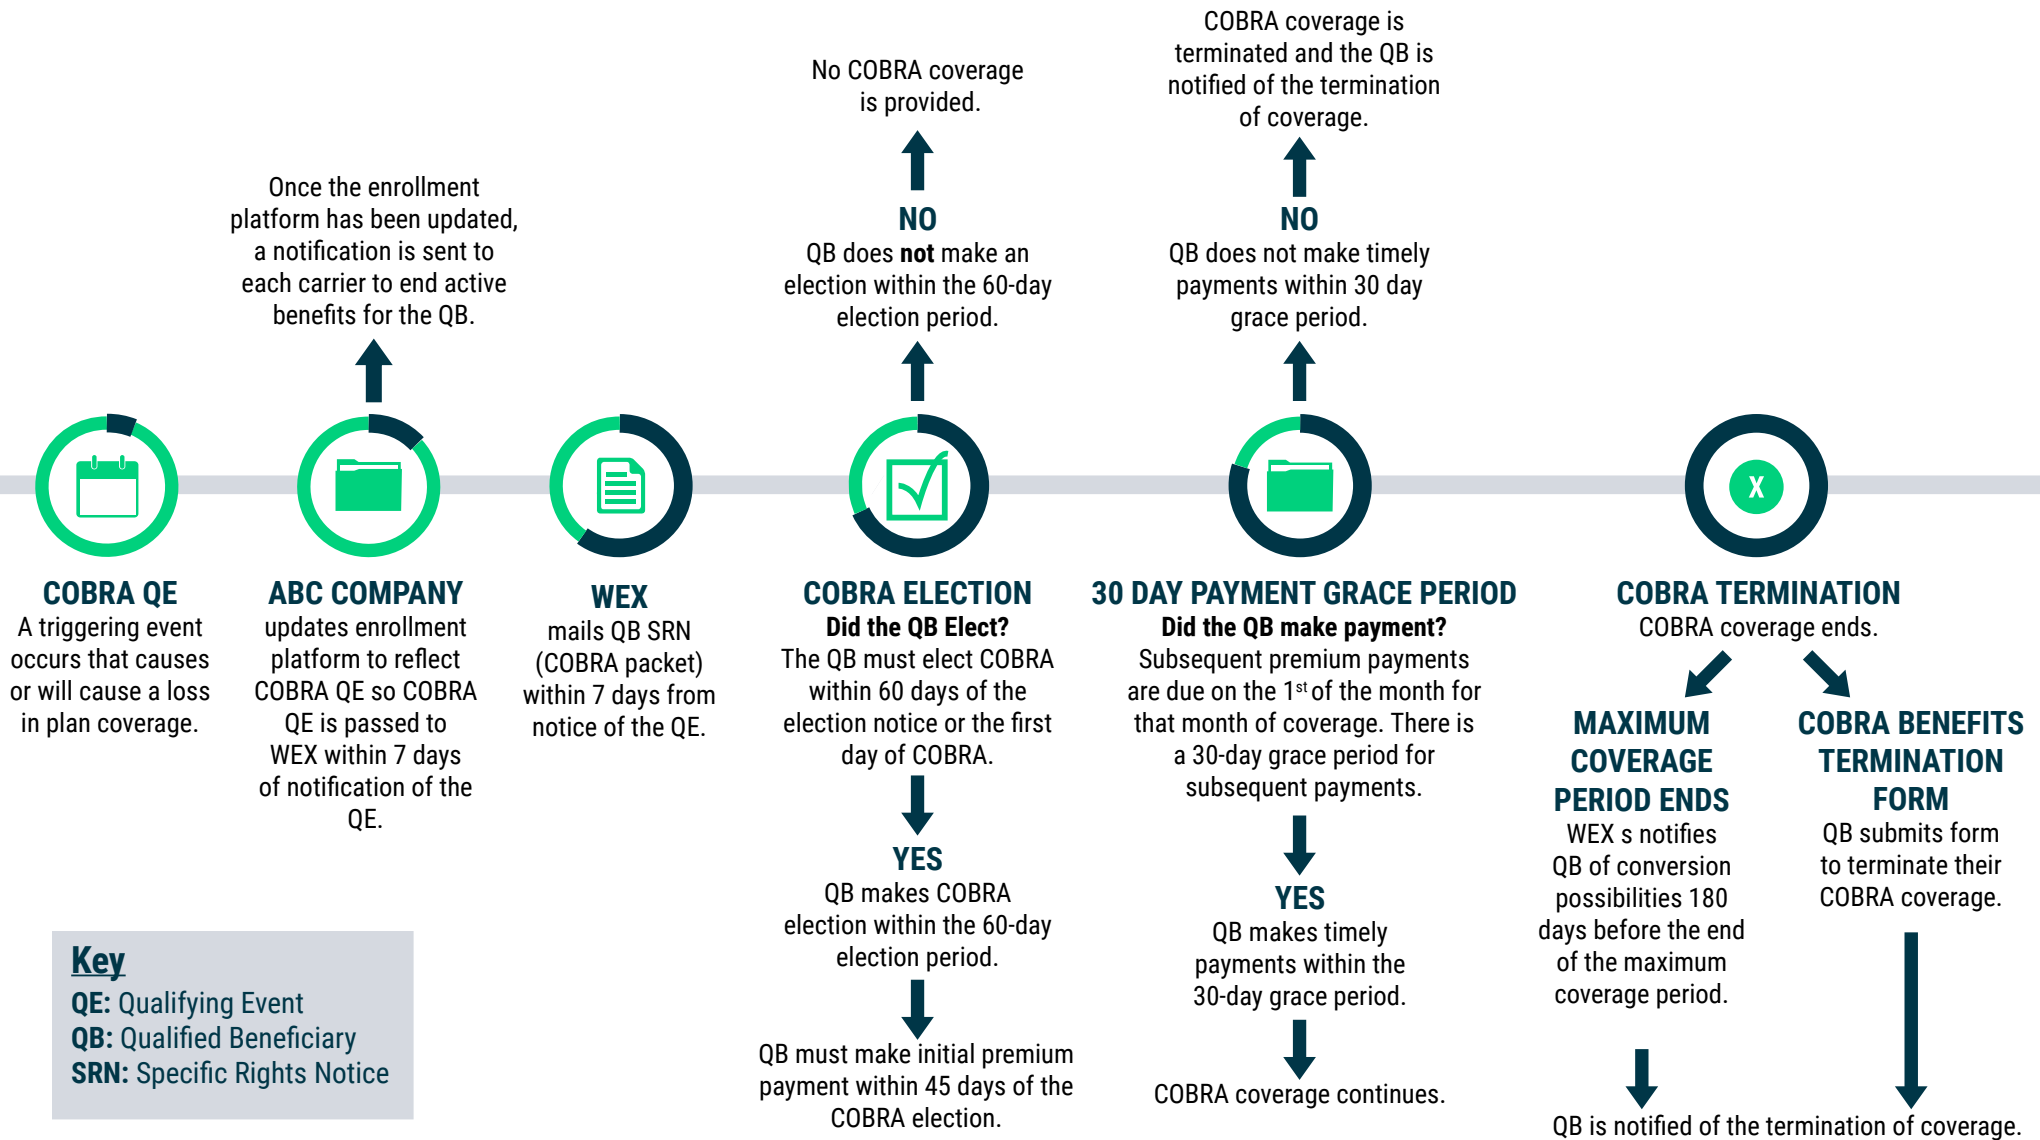 COBRA QE
A triggering event
occurs that causes
or will cause a loss
in plan coverage.
Once the enrollment
platform has been updated,
a notification is sent to
each carrier to end active
benefits for the QB.
ABC COMPANY
updates enrollment
platform to reflect
COBRA QE so COBRA
QE is passed to
WEX within 7 days
of notification of the
QE.
WEX
mails QB SRN
(COBRA packet)
within 7 days from
notice of the QE.
No COBRA coverage
is provided.
NO
QB does not make an
election within the 60-day
election period.
COBRA ELECTION
Did the QB Elect?
The QB must elect COBRA
within 60 days of the
election notice or the first
day of COBRA.
YES
QB makes COBRA
election within the 60-day
election period.
QB must make initial premium
payment within 45 days of the
COBRA election.
COBRA coverage is
terminated and the QB is
notified of the termination
of coverage.
NO
QB does not make timely
payments within 30 day
grace period.
30 DAY PAYMENT GRACE PERIOD
Did the QB make payment?
Subsequent premium payments
are due on the 1st of the month for
that month of coverage. There is
a 30-day grace period for
subsequent payments.
YES
QB makes timely
payments within the
30-day grace period.
COBRA coverage continues.
X
COBRA TERMINATION
COBRA coverage ends.
MAXIMUM
COVERAGE
PERIOD ENDS
WEX s notifies
QB of conversion
possibilities 180
days before the end
of the maximum
coverage period.
COBRA BENEFITS
TERMINATION
FORM
QB submits form
to terminate their
COBRA coverage.
QB is notified of the termination of coverage.
Key
QE: Qualifying Event
QB: Qualified Beneficiary
SRN: Specific Rights Notice